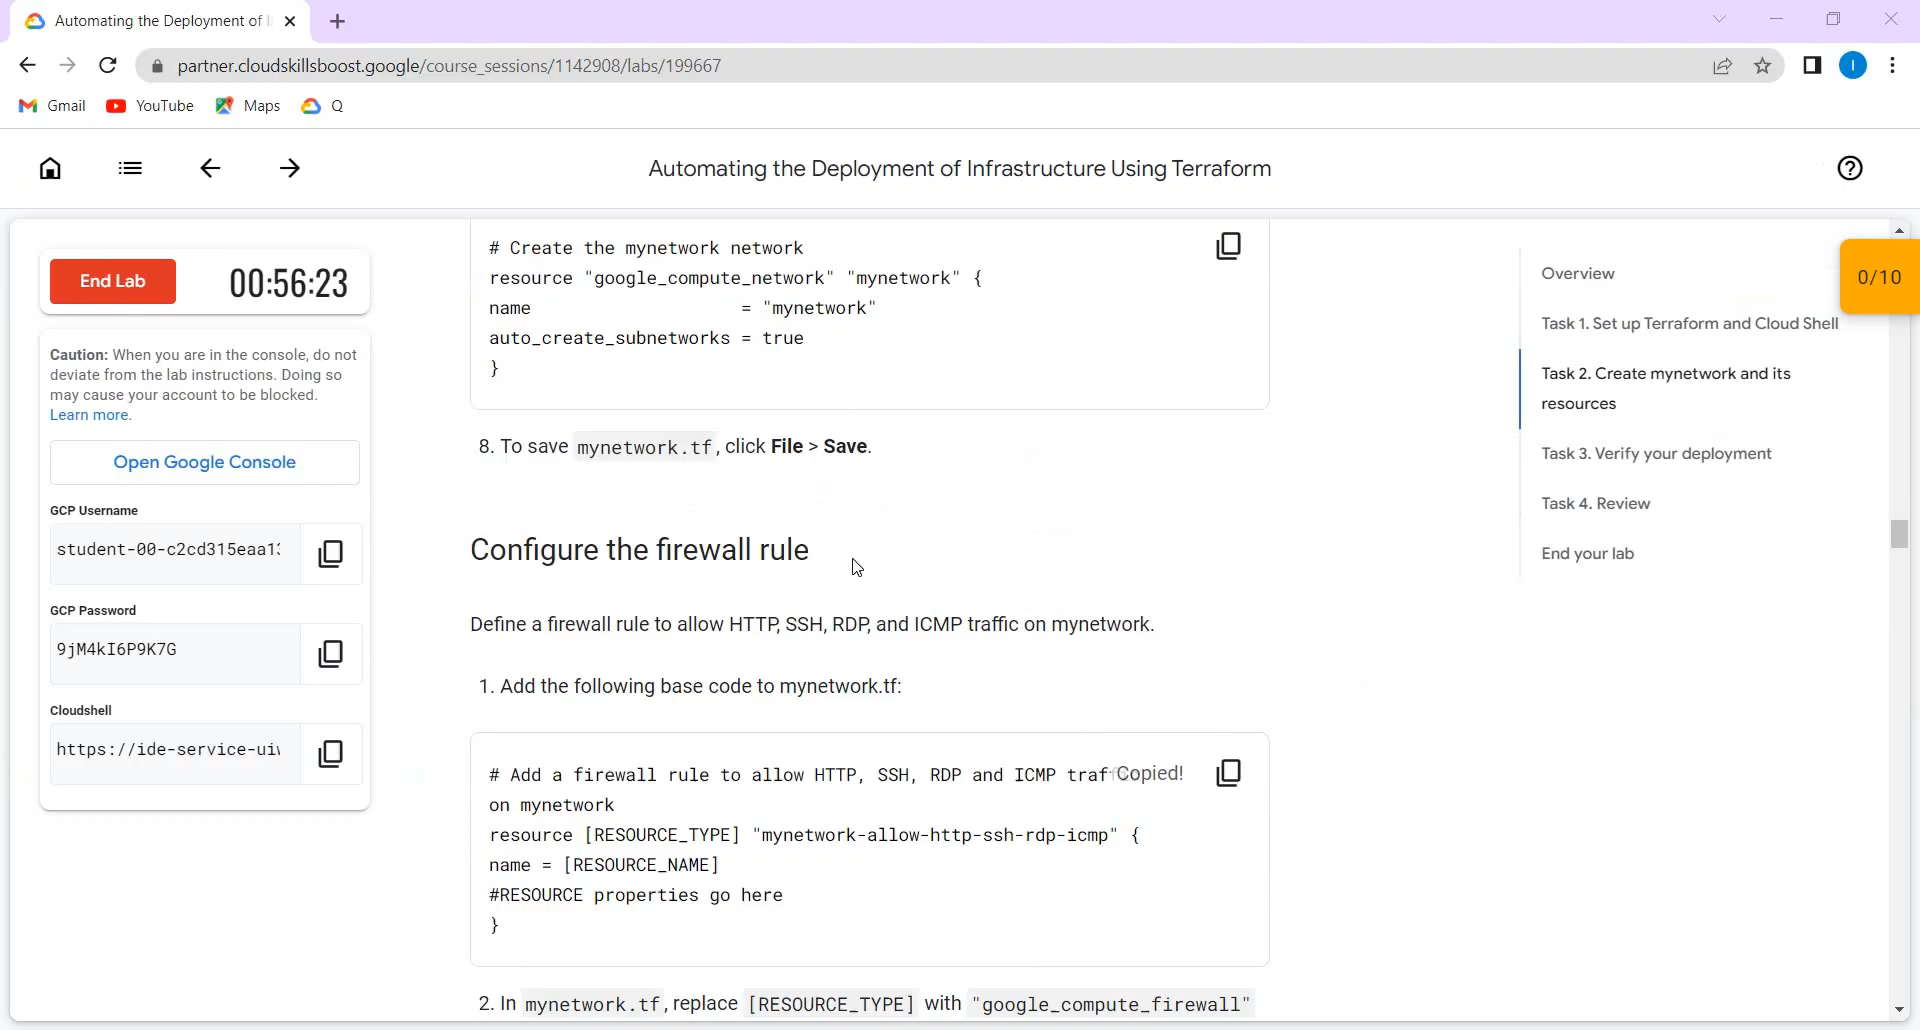 Automating the Deployment of I
partner.cloudskillsboost.google/course_sessions/1142908/labs/199667
I
Gmail
YouTube
Maps
Q
Automating the Deployment of Infrastructure Using Terraform
End Lab
00:56:23
Caution: When you are in the console, do not
deviate from the lab instructions. Doing so
may cause your account to be blocked.
Learn more.
Open Google Console
GCP Username
student-00-c2cd315eaa13
GCP Password
9jM4kI6P9K7G
Cloudshell
https://ide-service-ui
# Create the mynetwork network
resource "google_compute_network" "mynetwork" {
name = "mynetwork"
auto_create_subnetworks = true
}
8. To save mynetwork.tf, click File > Save.
Configure the firewall rule
Define a firewall rule to allow HTTP, SSH, RDP, and ICMP traffic on mynetwork.
1. Add the following base code to mynetwork.tf:
# Add a firewall rule to allow HTTP, SSH, RDP and ICMP traf
Copied!
on mynetwork
resource [RESOURCE_TYPE] "mynetwork-allow-http-ssh-rdp-icmp" {
name = [RESOURCE_NAME]
#RESOURCE properties go here
}
2. In mynetwork.tf, replace [RESOURCE_TYPE] with "google_compute_firewall"
Overview
Task 1. Set up Terraform and Cloud Shell
Task 2. Create mynetwork and its
resources
Task 3. Verify your deployment
Task 4. Review
End your lab
0/10